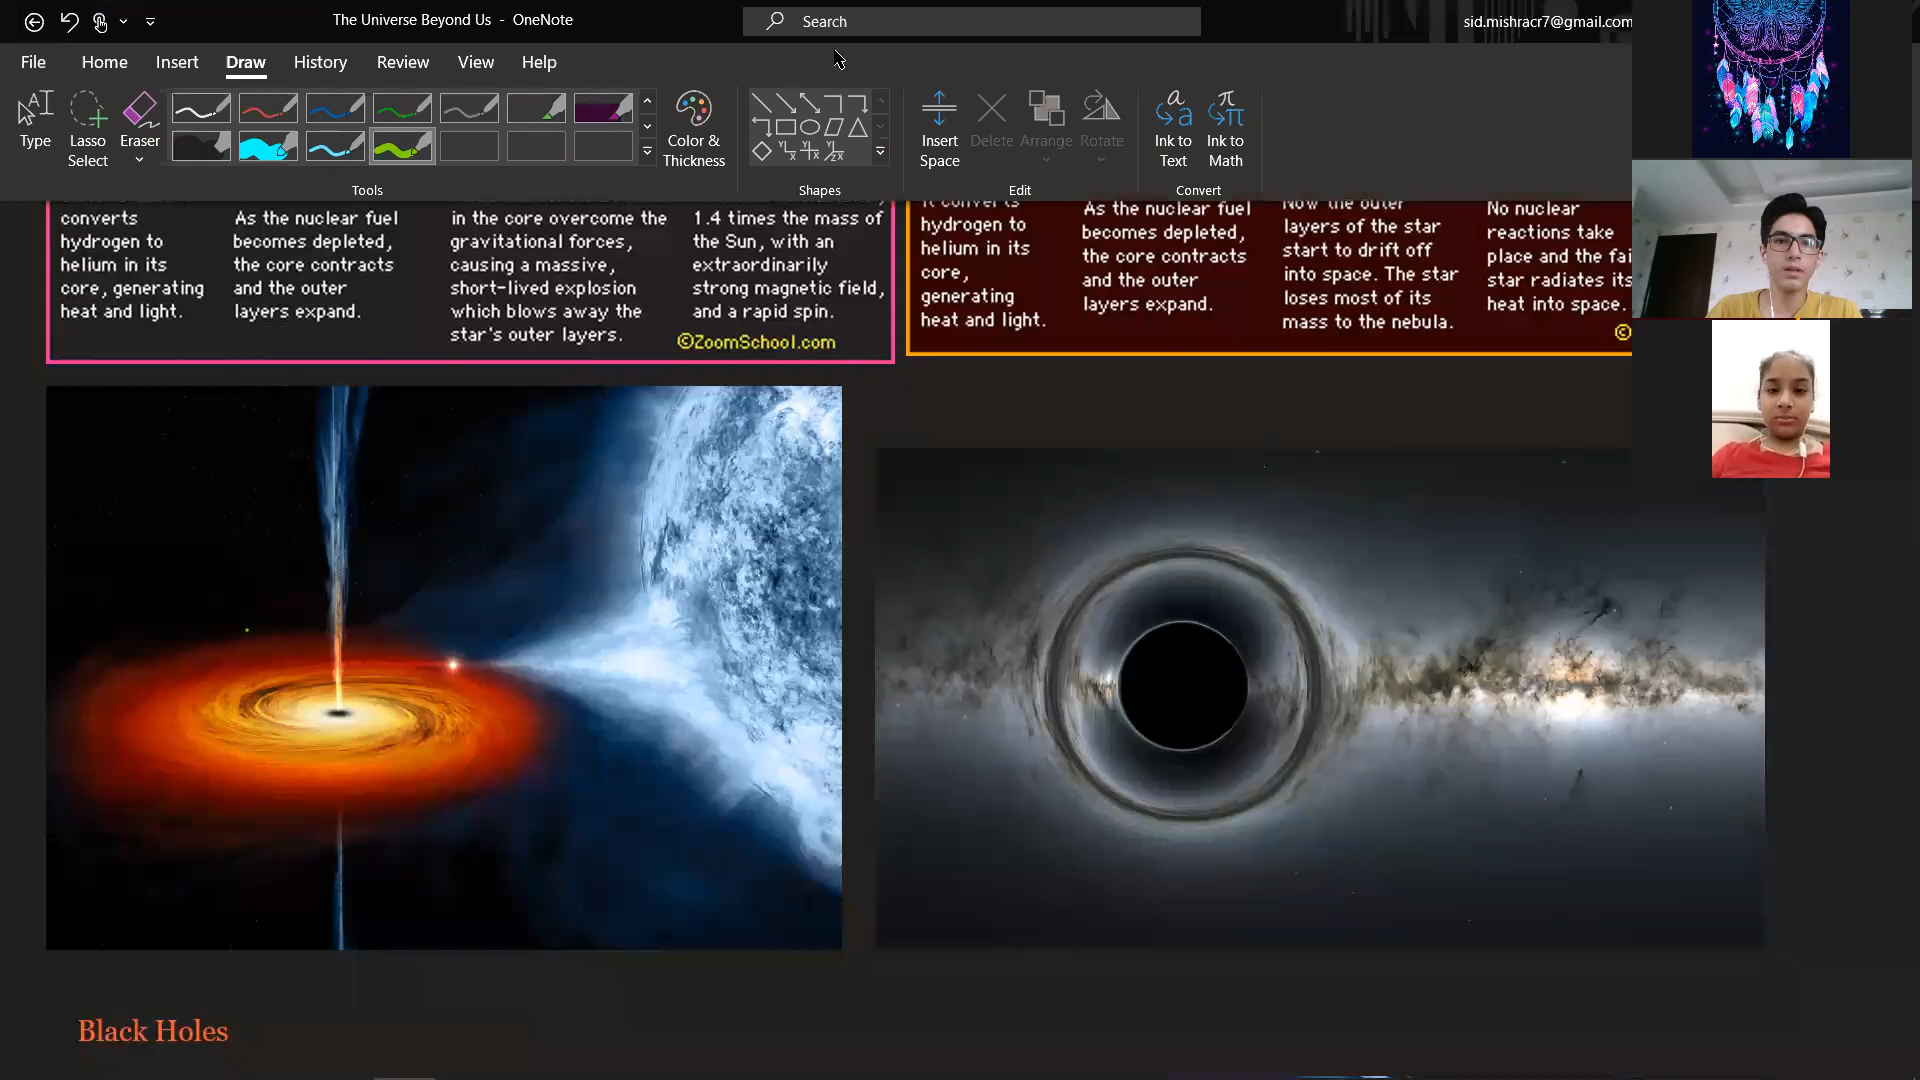 The Universe Beyond Us - OneNote
Search
sid.mishracr7@gmail.com
File Home Insert Draw History Review View Help
Type
Lasso Select
Eraser
Color & Thickness
Insert Space
Delete
Arrange
Rotate
Ink to Text
Ink to Math
Tools
Shapes
Edit
Convert
converts
hydrogen to
helium in its
core, generating
heat and light.
As the nuclear fuel
becomes depleted,
the core contracts
and the outer
layers expand.
in the core overcome the
gravitational forces,
causing a massive,
short-lived explosion
which blows away the
star's outer layers.
1.4 times the mass of
the Sun, with an
extraordinarily
strong magnetic field,
and a rapid spin.
©ZoomSchool.com
It converts
hydrogen to
helium in its
core,
generating
heat and light.
As the nuclear fuel
becomes depleted,
the core contracts
and the outer
layers expand.
Now the outer
layers of the star
start to drift off
into space. The star
loses most of its
mass to the nebula.
No nuclear
reactions take
place and the fai
star radiates its
heat into space.
©
Black Holes